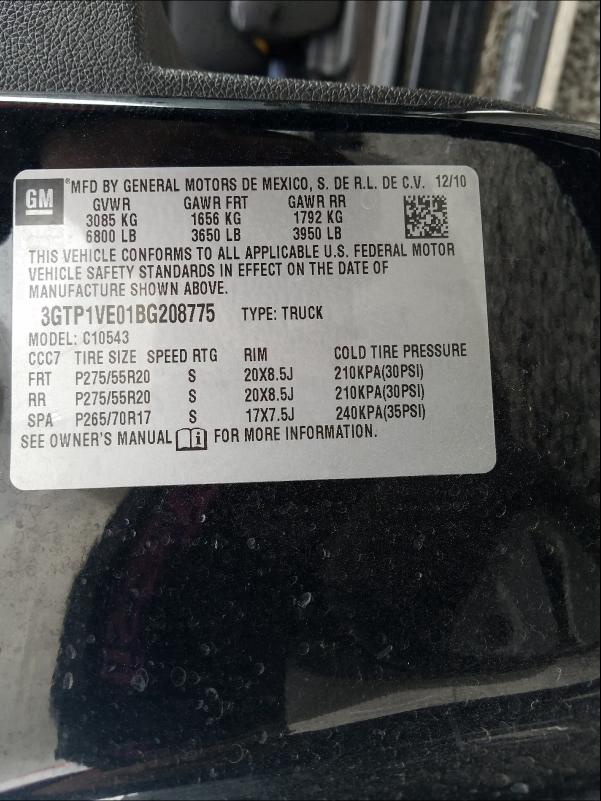 GM
®MFD BY GENERAL MOTORS DE MEXICO, S. DE R.L. DE C.V. 12/10
GVWR GAWR FRT GAWR RR
3085 KG 1656 KG 1792 KG
6800 LB 3650 LB 3950 LB
THIS VEHICLE CONFORMS TO ALL APPLICABLE U.S. FEDERAL MOTOR
VEHICLE SAFETY STANDARDS IN EFFECT ON THE DATE OF
MANUFACTURE SHOWN ABOVE.
3GTP1VE01BG208775 TYPE: TRUCK
MODEL: C10543
CCC7 TIRE SIZE SPEED RTG RIM COLD TIRE PRESSURE
FRT P275/55R20 S 20X8.5J 210KPA(30PSI)
RR P275/55R20 S 20X8.5J 210KPA(30PSI)
SPA P265/70R17 S 17X7.5J 240KPA(35PSI)
SEE OWNER'S MANUAL FOR MORE INFORMATION.